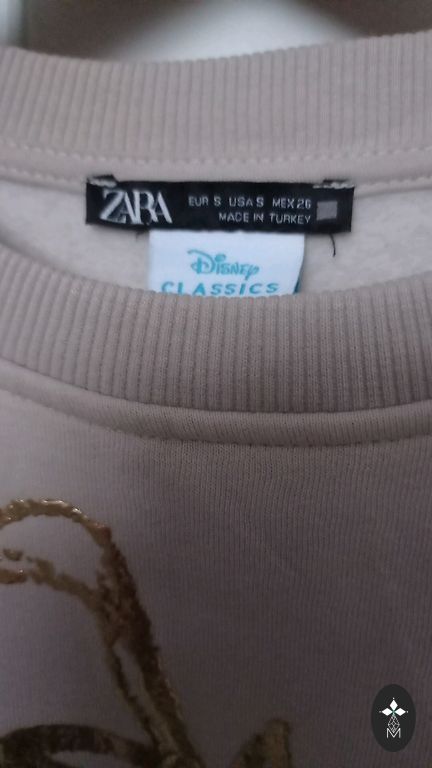 ZARA
EUR S USA S MEX 26
MADE IN TURKEY
Disney
CLASSICS
M